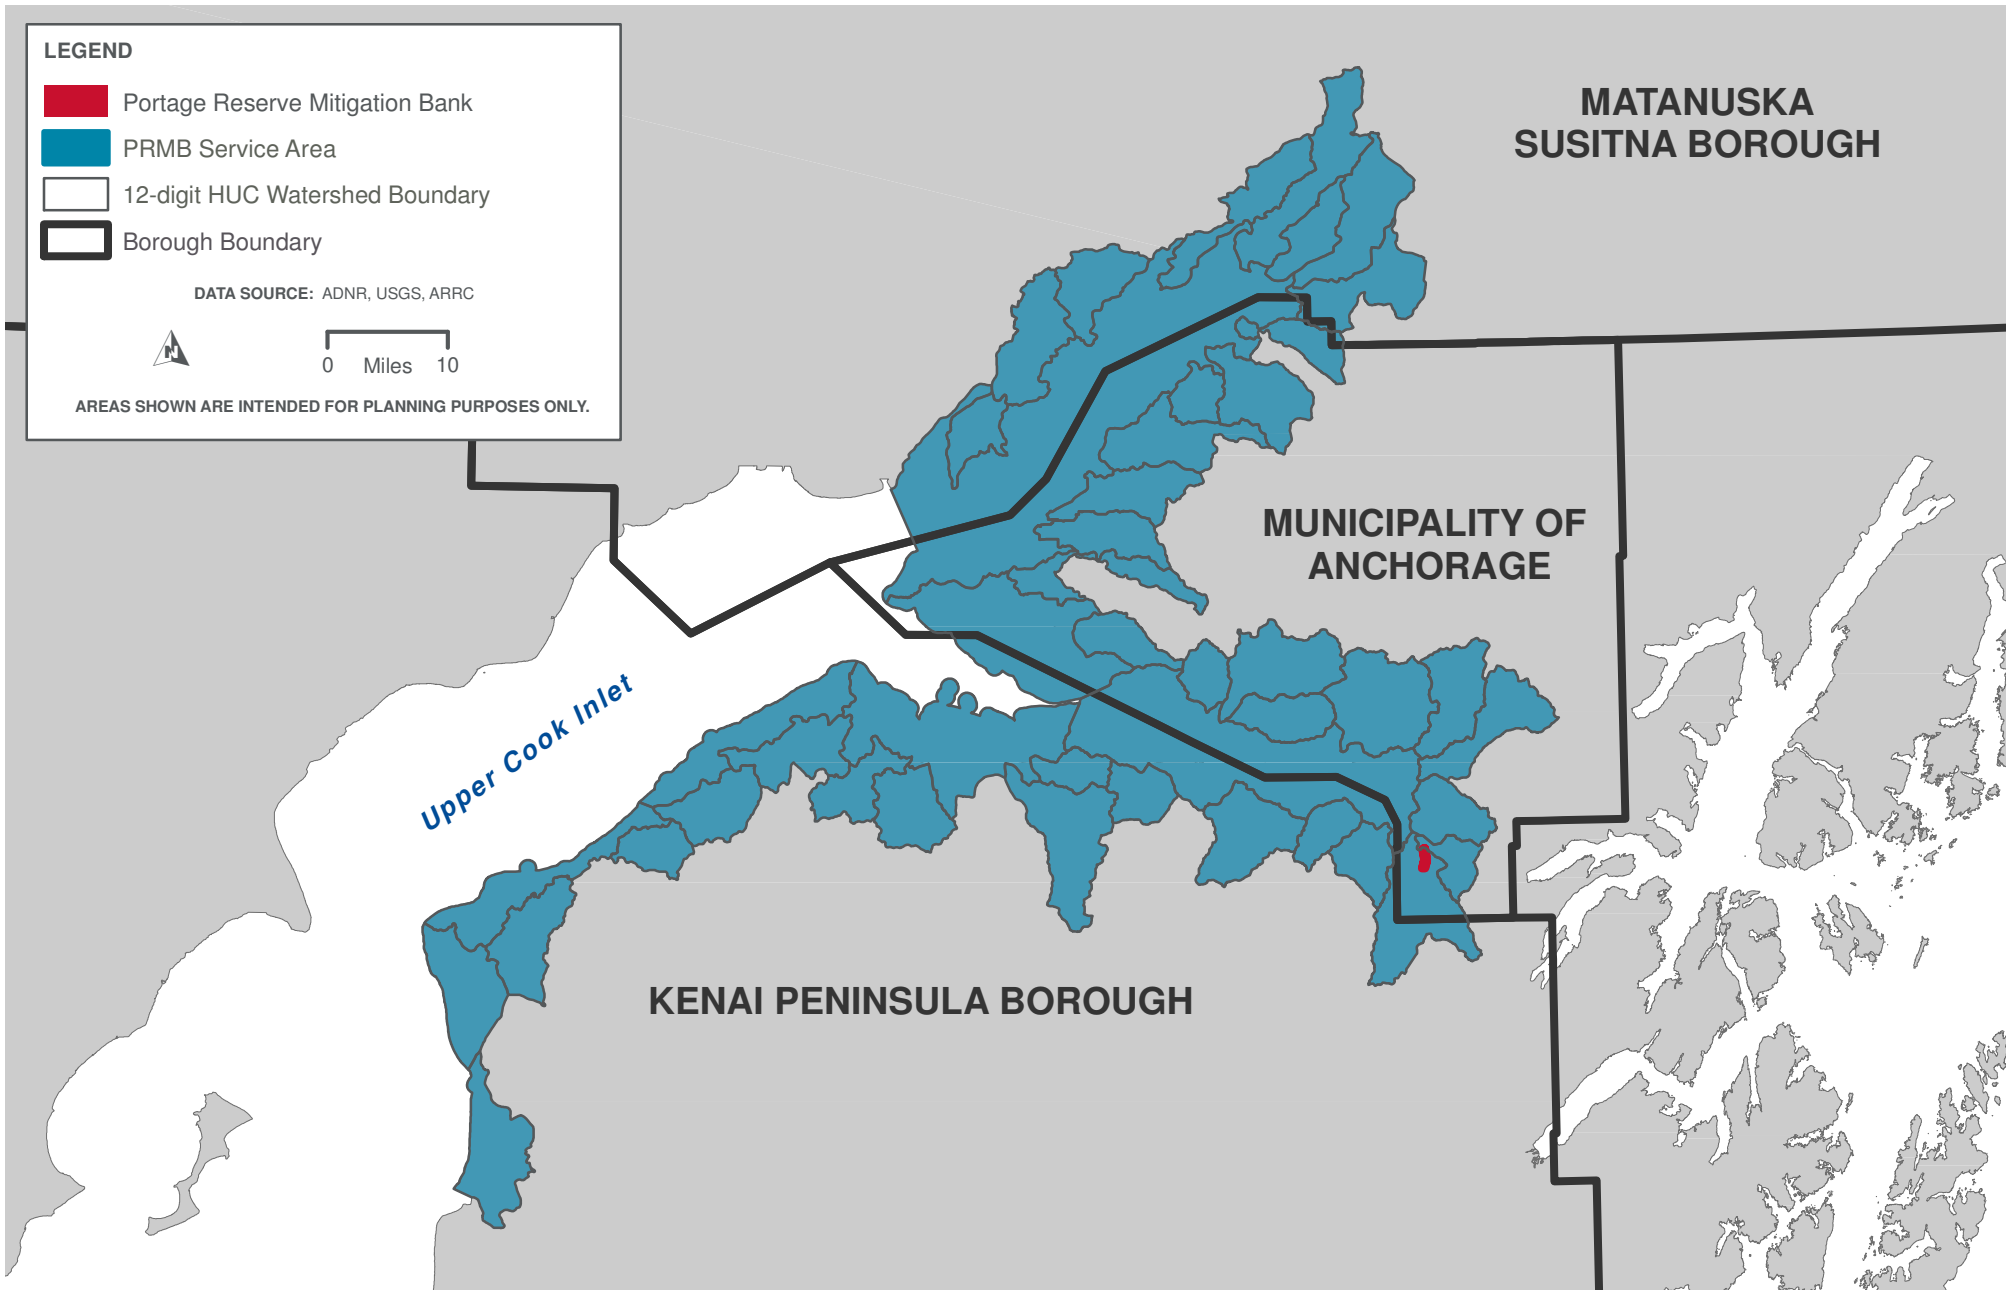 LEGEND
Portage Reserve Mitigation Bank
PRMB Service Area
12-digit HUC Watershed Boundary
Borough Boundary
DATA SOURCE: ADNR, USGS, ARRC
N
0 Miles 10
AREAS SHOWN ARE INTENDED FOR PLANNING PURPOSES ONLY.
MATANUSKA
SUSITNA BOROUGH
MUNICIPALITY OF
ANCHORAGE
Upper Cook Inlet
KENAI PENINSULA BOROUGH